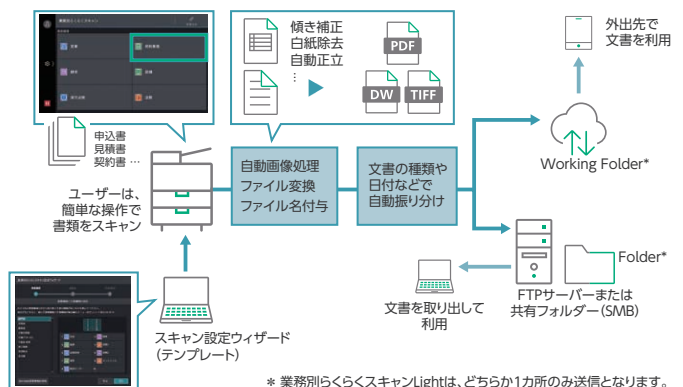 傾き補正
白紙除去
自動正立
…
PDF
DW
TIFF
外出先で
文書を利用
申込書
見積書
契約書 …
ユーザーは、
簡単な操作で
書類をスキャン
自動画像処理
ファイル変換
ファイル名付与
文書の種類や
日付などで
自動振り分け
Working Folder*
Folder*
FTPサーバーまたは
共有フォルダー（SMB）
文書を取り出して
利用
スキャン設定ウィザード
（テンプレート）
* 業務別らくらくスキャンLightは、どちらか1カ所のみ送信となります。